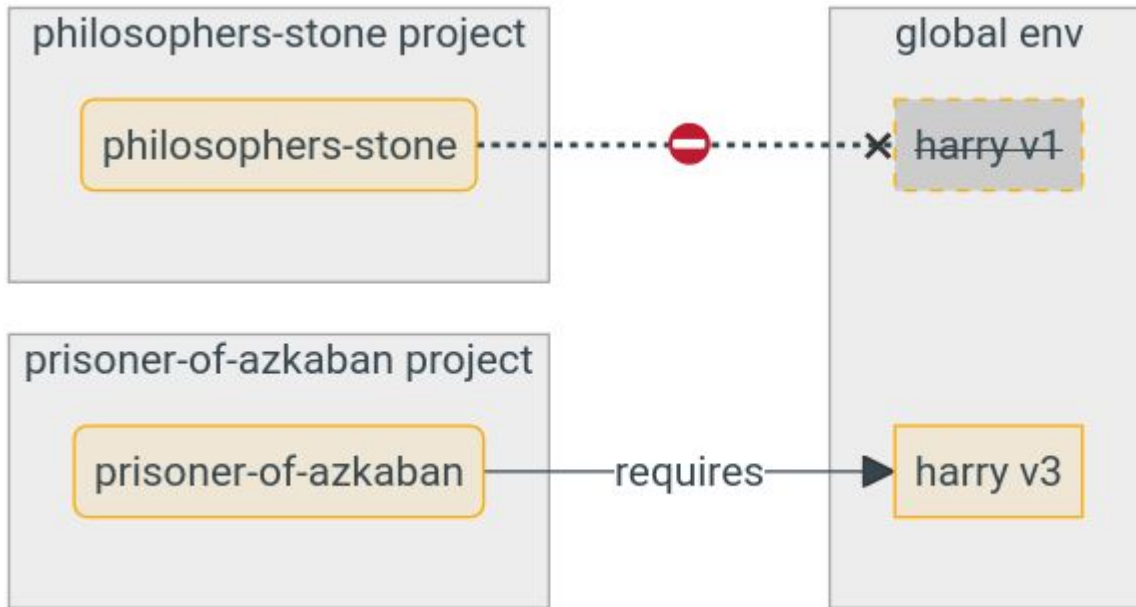 philosophers-stone project
global env
philosophers-stone
harry v1
prisoner-of-azkaban project
prisoner-of-azkaban
requires
harry v3